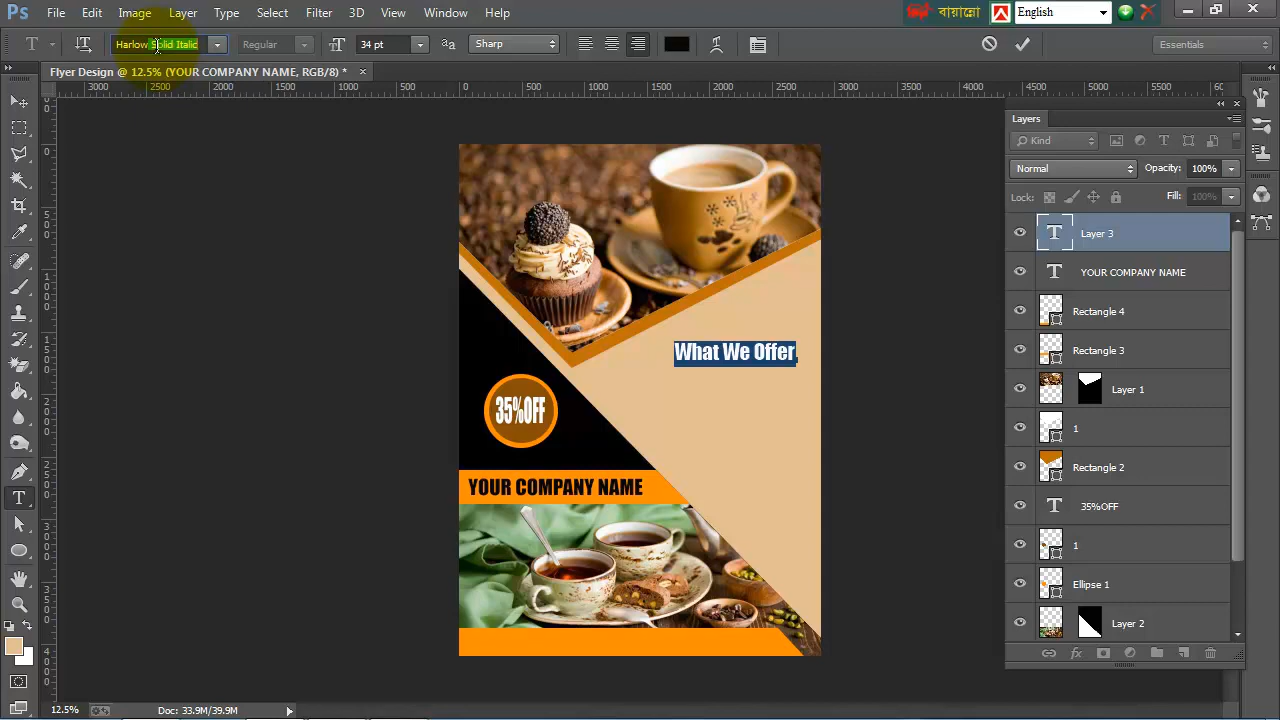 Ps File Edit Image Layer Type Select Filter 3D View Window Help
বায়ান্নো English
Harlow Solid Italic Regular 34 pt Sharp Essentials
Flyer Design @ 12.5% (YOUR COMPANY NAME, RGB/8) *
3000 2500 2000 1500 1000 500 0 500 1000 1500 2000 2500 3000 3500 4000 4500 5000 5500
Layers
Kind
Normal Opacity: 100%
Lock: Fill: 100%
Layer 3
YOUR COMPANY NAME
Rectangle 4
Rectangle 3
Layer 1
1
Rectangle 2
35%OFF
1
Ellipse 1
Layer 2
What We Offer
35%OFF
YOUR COMPANY NAME
12.5% Doc: 33.9M/39.9M